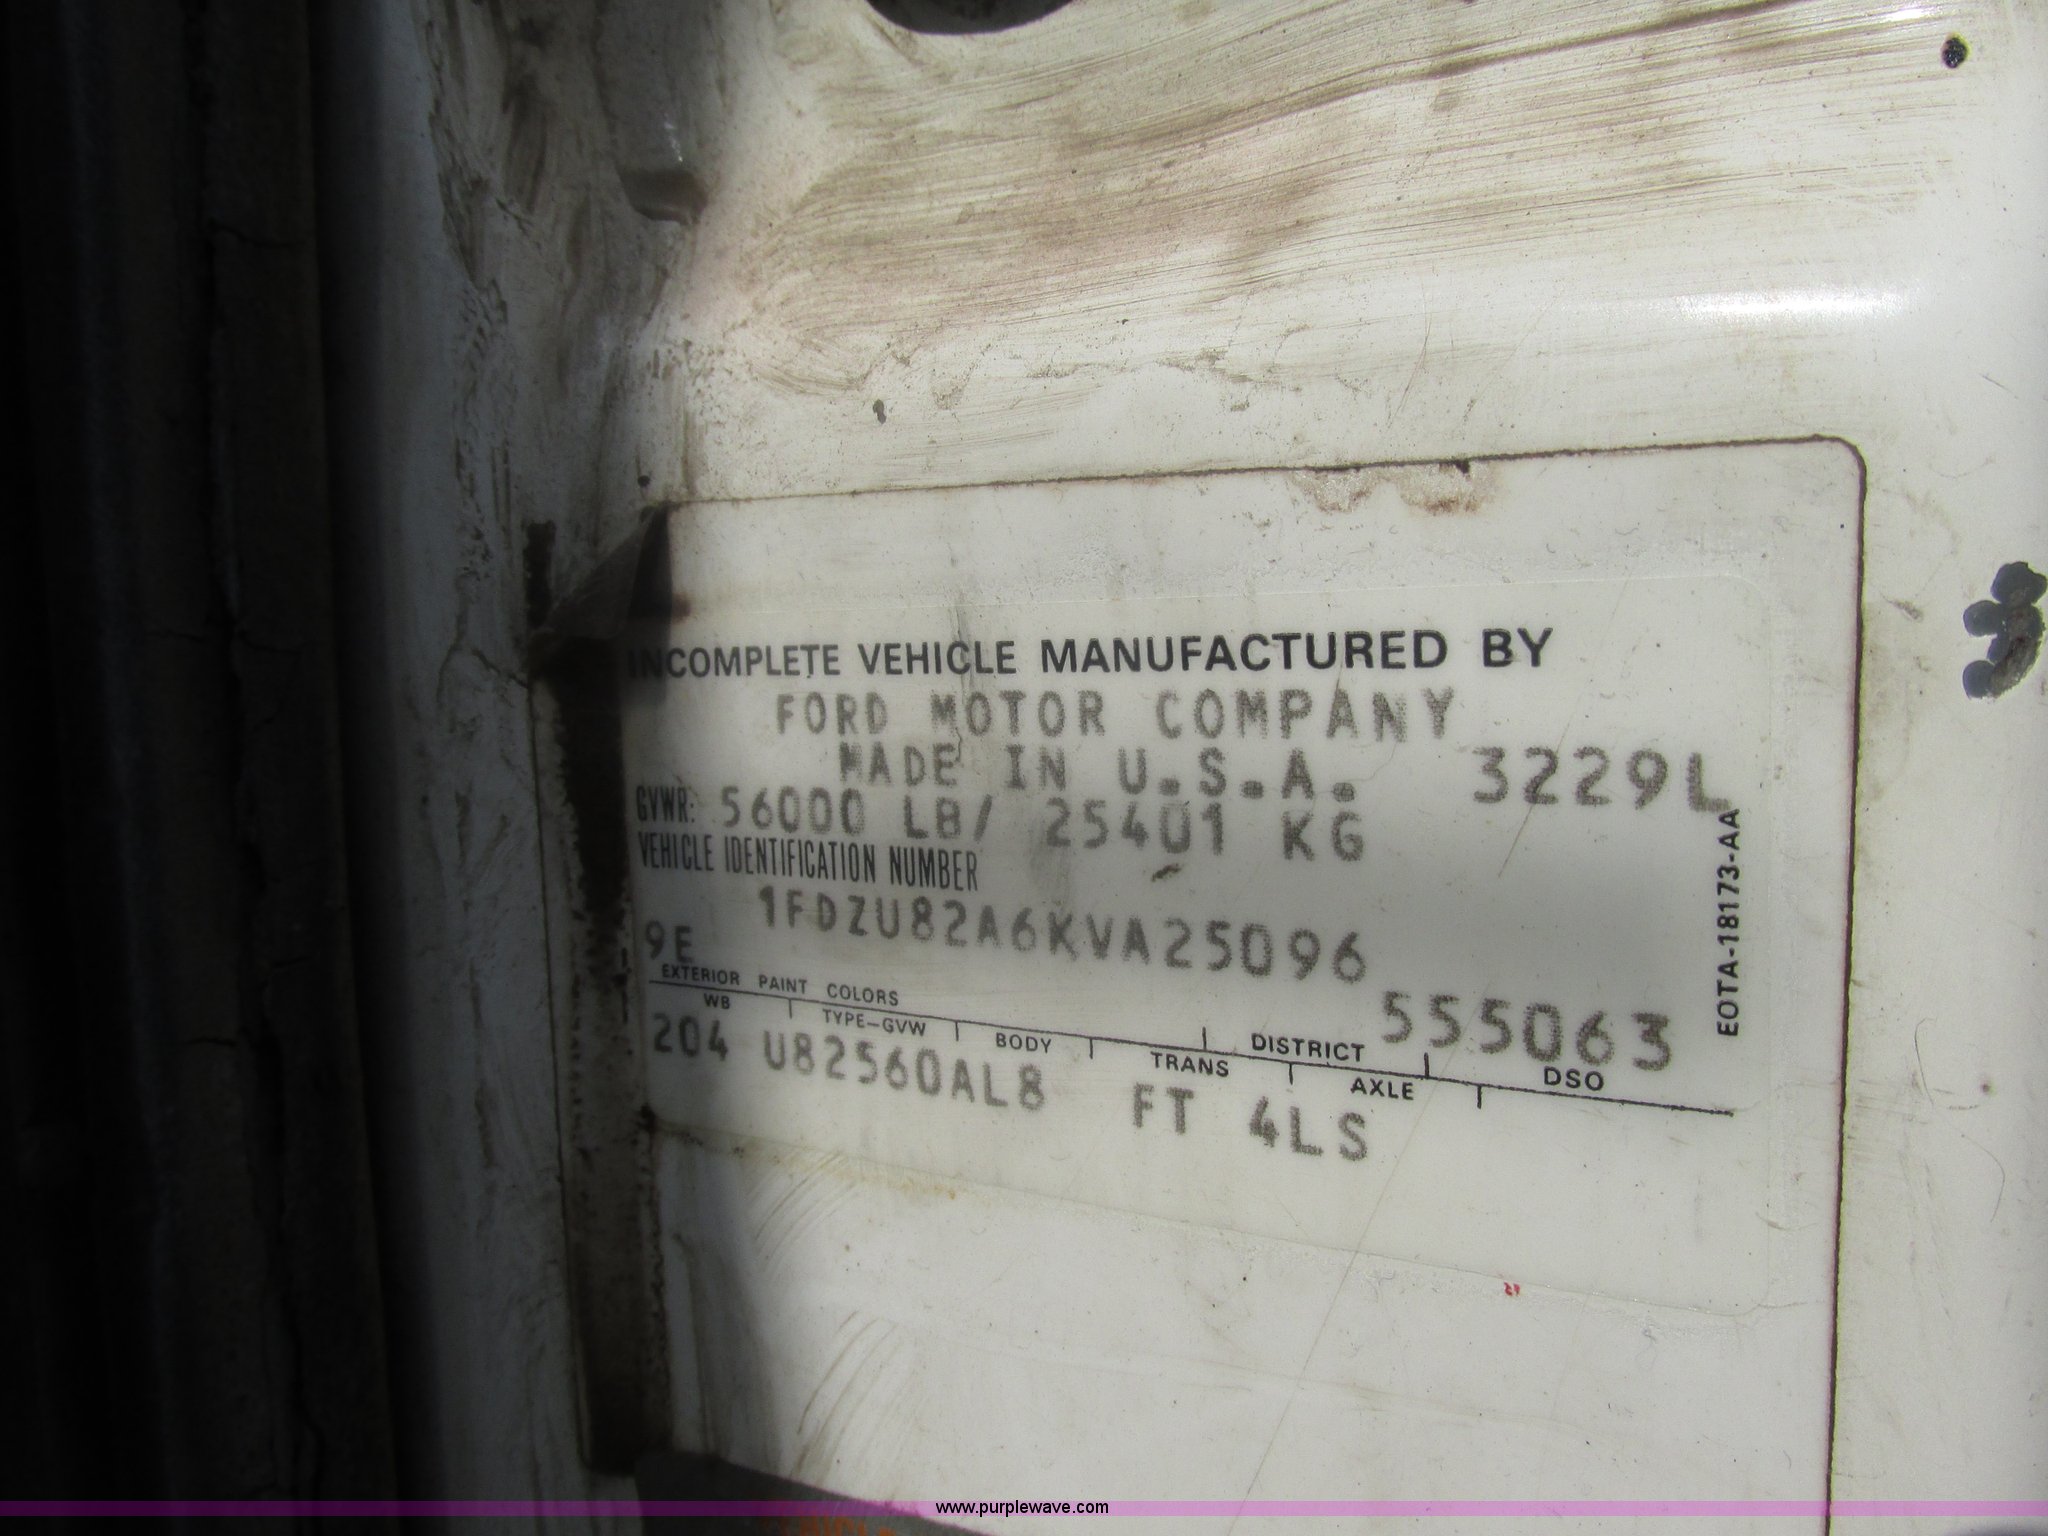 INCOMPLETE VEHICLE MANUFACTURED BY
FORD MOTOR COMPANY
MADE IN U.S.A. 3229L
GVWR: 56000 LB/ 25401 KG
VEHICLE IDENTIFICATION NUMBER
1FDZU82A6KVA25096
9E 555063
EXTERIOR PAINT COLORS DISTRICT DSO
WB TYPE-GVW BODY TRANS AXLE
204 U82560AL8 FT 4LS
EOTA-18173-AA
www.purplewave.com